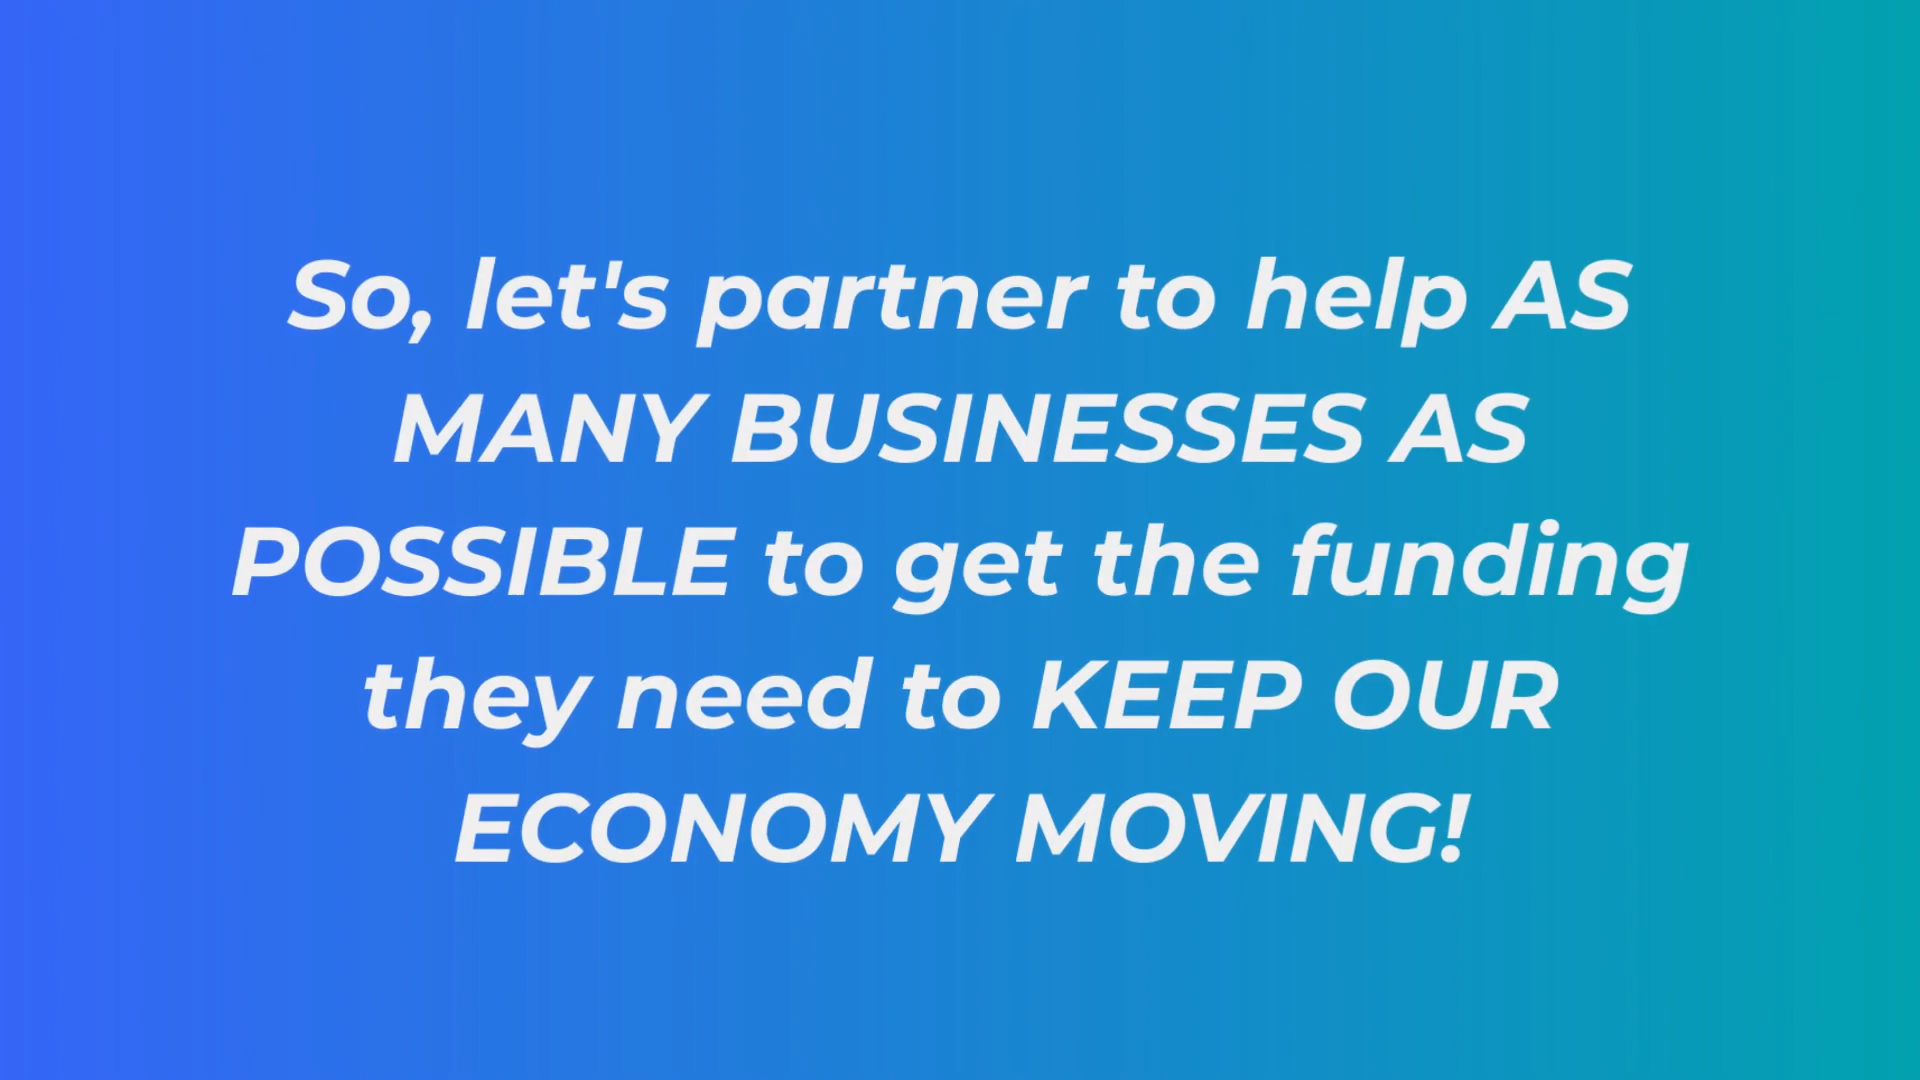 So, let's partner to help AS
MANY BUSINESSES AS
POSSIBLE to get the funding
they need to KEEP OUR
ECONOMY MOVING!